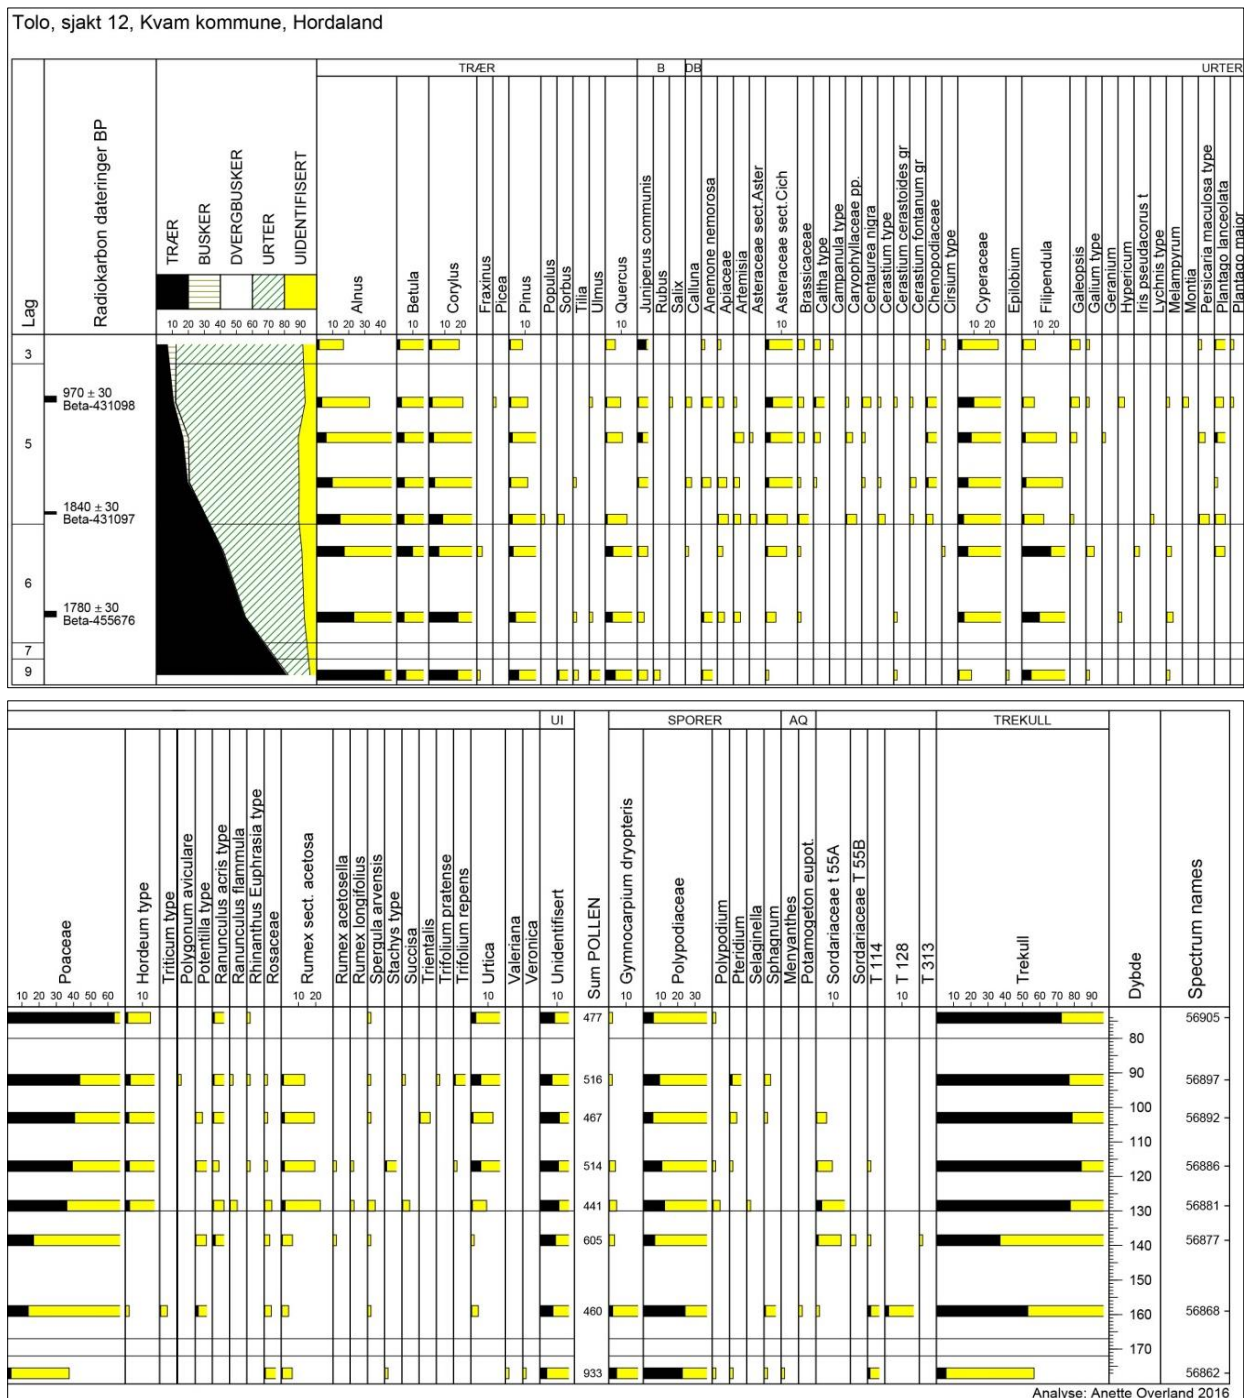 Tolo, sjakt 12, Kvam kommune, Hordaland
TRÆR
B
DB
URTER
Lag
Radiokarbon dateringer BP
TRÆR
BUSKER
DVERGBUSKER
URTER
UIDENTIFISERT
Alnus
Betula
Corylus
Fraxinus
Picea
Pinus
Populus
Sorbus
Tilia
Ulmus
Quercus
Juniperus communis
Rubus
Salix
Calluna
Anemone nemorosa
Apiaceae
Artemisia
Asteraceae sect.Aster
Asteraceae sect.Cich
Brassicaceae
Caltha type
Campanula type
Caryophyllaceae pp.
Centaurea nigra
Cerastium type
Cerastium cerastoides gr
Cerastium fontanum gr
Chenopodiaceae
Cirsium type
Cyperaceae
Epilobium
Filipendula
Galeopsis
Galium type
Geranium
Hypericum
Iris pseudacorus t
Lychnis type
Melampyrum
Montia
Persicaria maculosa type
Plantago lanceolata
Plantago major
10 20 30 40 50 60 70 80 90
10 20 30 40
10
10 20
10
10
10
10 20
10 20
3
970 ± 30
Beta-431098
5
1840 ± 30
Beta-431097
6
1780 ± 30
Beta-455676
7
9
UI
SPORER
AQ
TREKULL
Poaceae
Hordeum type
Triticum type
Polygonum aviculare
Potentilla type
Ranunculus acris type
Ranunculus flammula
Rhinanthus Euphrasia type
Rosaceae
Rumex sect. acetosa
Rumex acetosella
Rumex longifolius
Spergula arvensis
Stachys type
Succisa
Trientalis
Trifolium pratense
Trifolium repens
Urtica
Valeriana
Veronica
Unidentifisert
Sum POLLEN
Gymnocarpium dryopteris
Polypodiaceae
Polypodium
Pteridium
Selaginella
Sphagnum
Menyanthes
Potamogeton eupot.
Sordariaceae t 55A
Sordariaceae T 55B
T 114
T 128
T 313
Trekull
Dybde
Spectrum names
10 20 30 40 50 60
10
10 20
10
10
10
10 20 30
10
10
10 20 30 40 50 60 70 80 90
477
56905
80
516
90
56897
467
100
56892
110
514
56886
120
441
56881
130
605
56877
140
150
460
56868
160
170
933
56862
Analyse: Anette Overland 2016